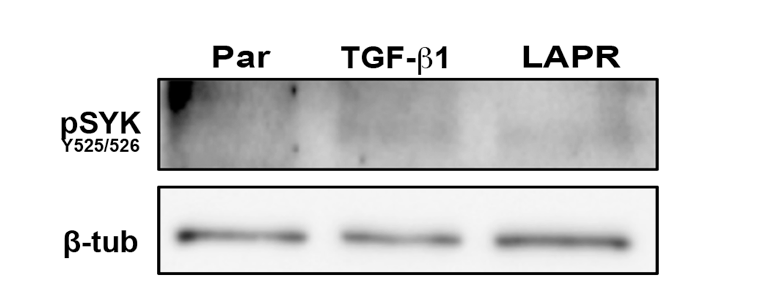 Par TGF-β1 LAPR
pSYK
Y525/526
β-tub